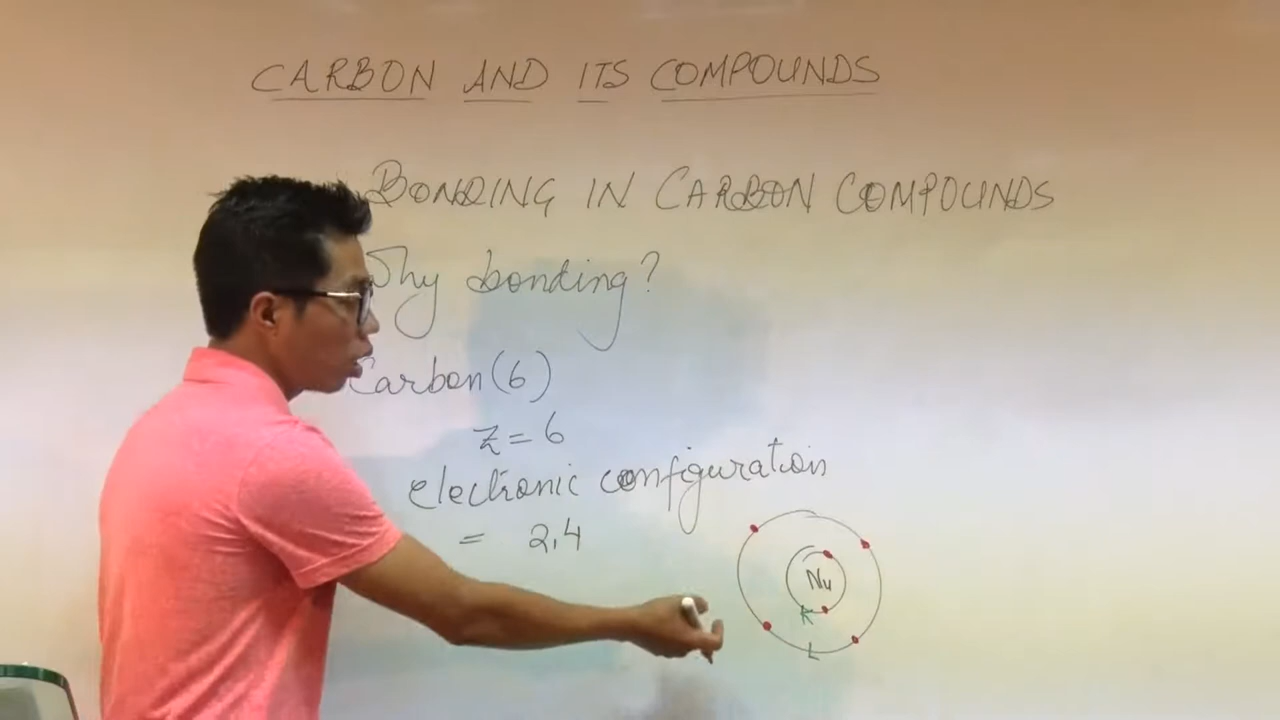 CARBON AND ITS COMPOUNDS
BONDING IN CARBON COMPOUNDS
Why bonding?
Carbon(6)
Z=6
electronic configuration
= 2,4
Nu
K
L